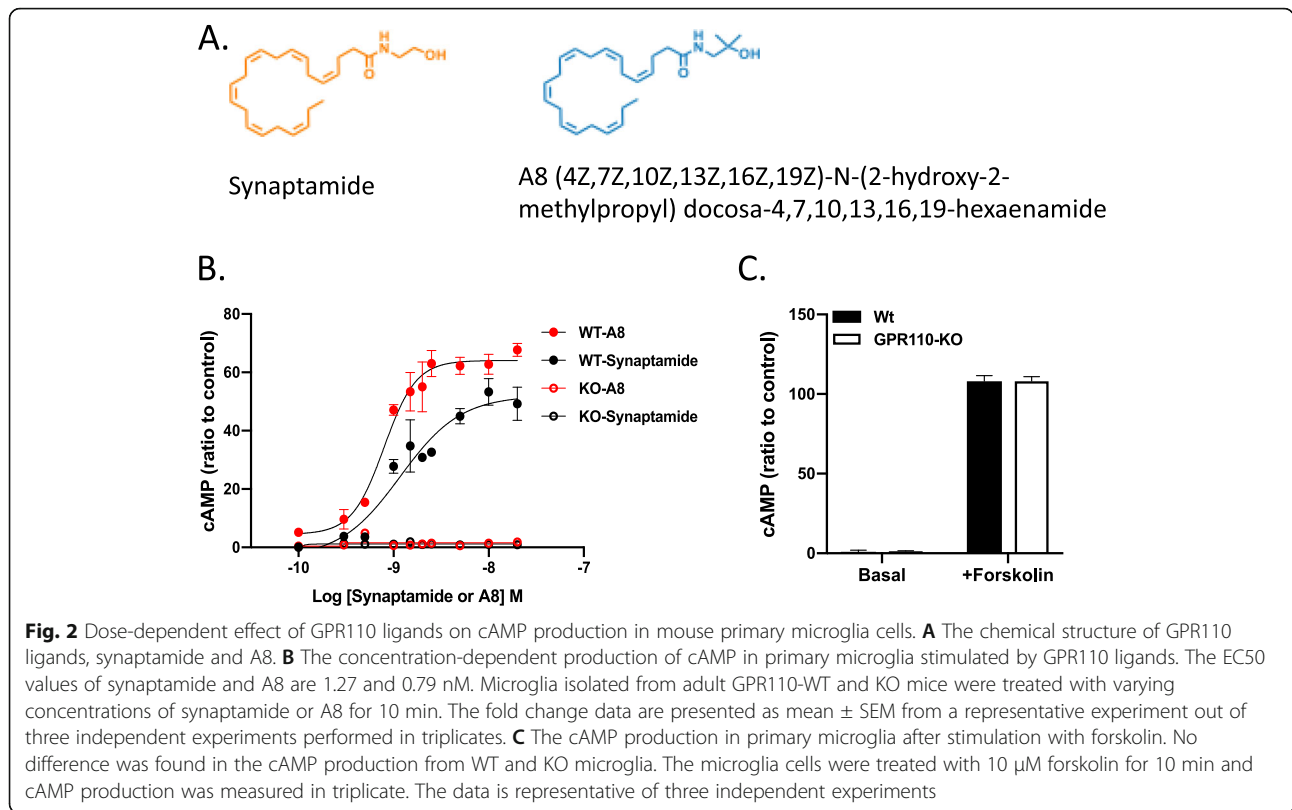 A.
H
N
OH
O
H
N
OH
O
Synaptamide
A8 (4Z,7Z,10Z,13Z,16Z,19Z)-N-(2-hydroxy-2-
methylpropyl) docosa-4,7,10,13,16,19-hexaenamide
B.
80
60
40
20
0
cAMP (ratio to control)
-10
-9
-8
-7
Log [Synaptamide or A8] M
WT-A8
WT-Synaptamide
KO-A8
KO-Synaptamide
C.
150
100
50
0
cAMP (ratio to control)
Wt
GPR110-KO
Basal
+Forskolin
Fig. 2 Dose-dependent effect of GPR110 ligands on cAMP production in mouse primary microglia cells. A The chemical structure of GPR110
ligands, synaptamide and A8. B The concentration-dependent production of cAMP in primary microglia stimulated by GPR110 ligands. The EC50
values of synaptamide and A8 are 1.27 and 0.79 nM. Microglia isolated from adult GPR110-WT and KO mice were treated with varying
concentrations of synaptamide or A8 for 10 min. The fold change data are presented as mean ± SEM from a representative experiment out of
three independent experiments performed in triplicates. C The cAMP production in primary microglia after stimulation with forskolin. No
difference was found in the cAMP production from WT and KO microglia. The microglia cells were treated with 10 μM forskolin for 10 min and
cAMP production was measured in triplicate. The data is representative of three independent experiments